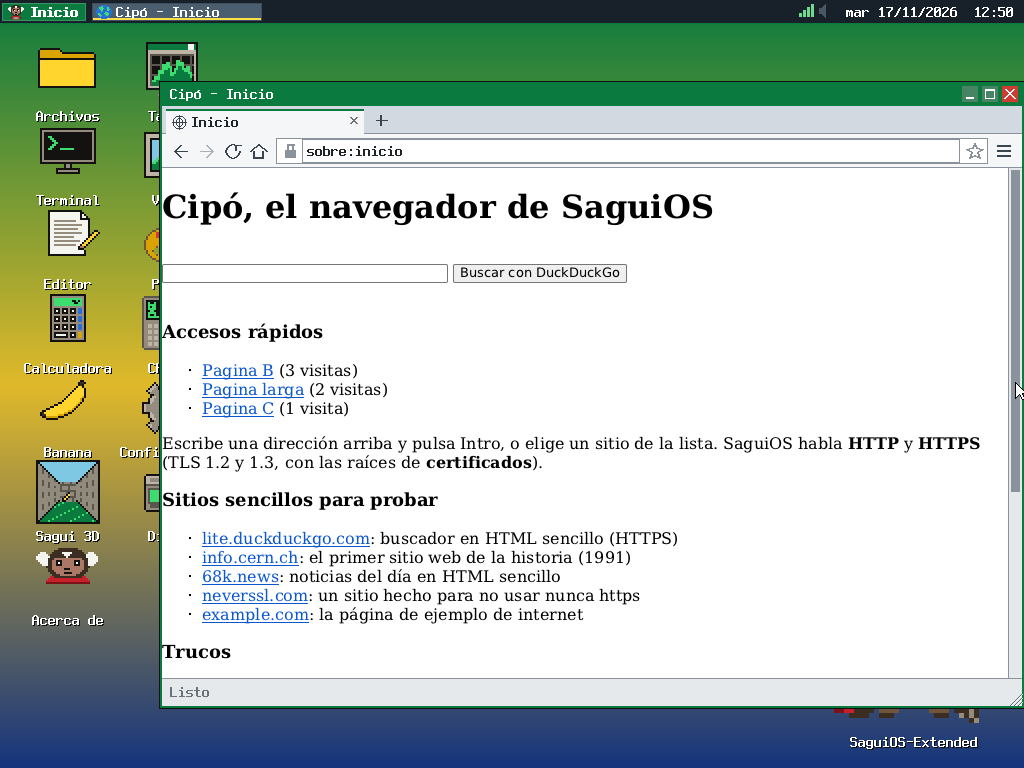 Inicio
Cipó - Inicio
mar 17/11/2026 12:50
Archivos
Terminal
Editor
Calculadora
Banana
Sagui 3D
Acerca de
Cipó - Inicio
Inicio
sobre:inicio
Cipó, el navegador de SaguiOS
Buscar con DuckDuckGo
Accesos rápidos
· Pagina B (3 visitas)
· Pagina larga (2 visitas)
· Pagina C (1 visita)
Escribe una dirección arriba y pulsa Intro, o elige un sitio de la lista. SaguiOS habla HTTP y HTTPS
(TLS 1.2 y 1.3, con las raíces de certificados).
Sitios sencillos para probar
· lite.duckduckgo.com: buscador en HTML sencillo (HTTPS)
· info.cern.ch: el primer sitio web de la historia (1991)
· 68k.news: noticias del día en HTML sencillo
· neverssl.com: un sitio hecho para no usar nunca https
· example.com: la página de ejemplo de internet
Trucos
Listo
SaguiOS-Extended